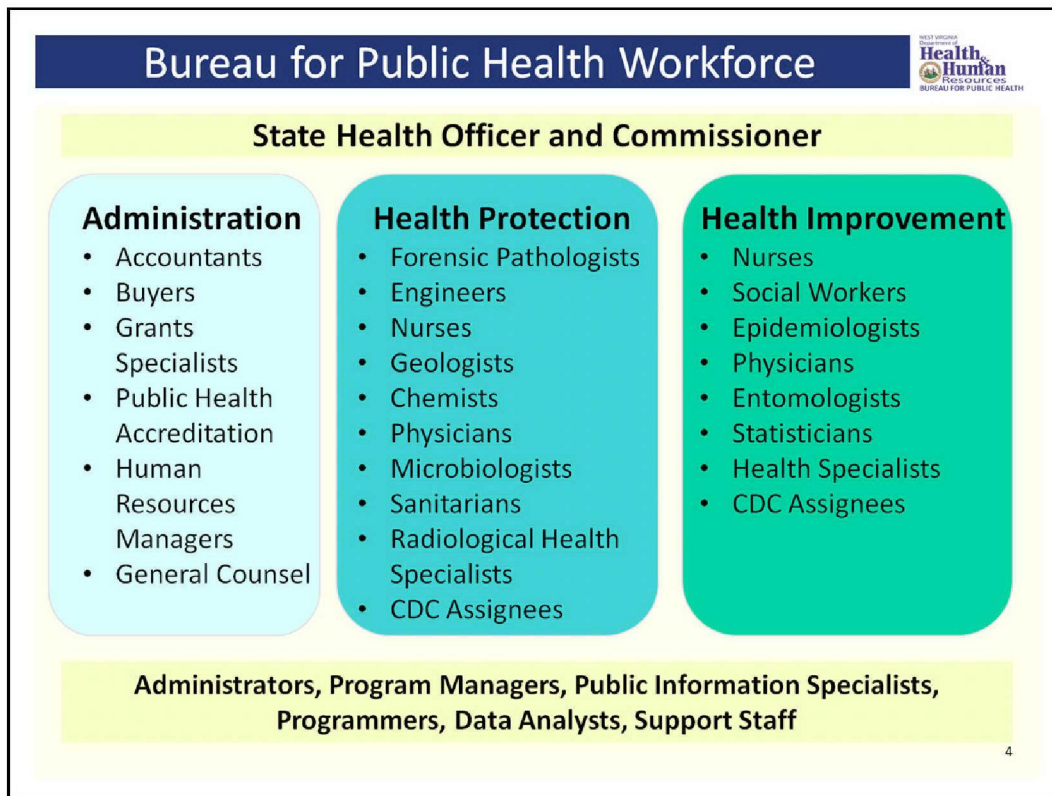 Bureau for Public Health Workforce
WEST VIRGINIA
Department of
Health &
Human
Resources
BUREAU FOR PUBLIC HEALTH
State Health Officer and Commissioner
Administration
• Accountants
• Buyers
• Grants
Specialists
• Public Health
Accreditation
• Human
Resources
Managers
• General Counsel
Health Protection
• Forensic Pathologists
• Engineers
• Nurses
• Geologists
• Chemists
• Physicians
• Microbiologists
• Sanitarians
• Radiological Health
Specialists
• CDC Assignees
Health Improvement
• Nurses
• Social Workers
• Epidemiologists
• Physicians
• Entomologists
• Statisticians
• Health Specialists
• CDC Assignees
Administrators, Program Managers, Public Information Specialists,
Programmers, Data Analysts, Support Staff
4